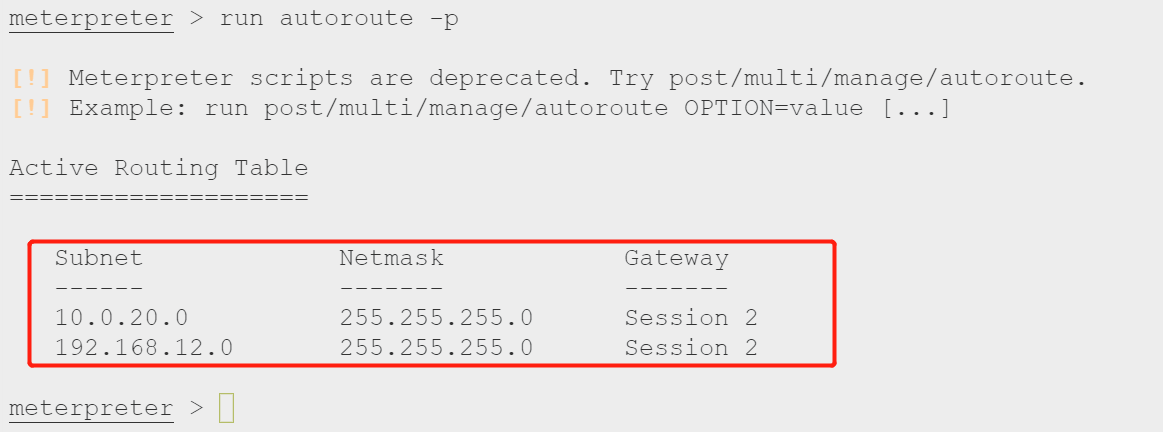 meterpreter > run autoroute -p
[!] Meterpreter scripts are deprecated. Try post/multi/manage/autoroute.
[!] Example: run post/multi/manage/autoroute OPTION=value [...]
Active Routing Table
====================
Subnet Netmask Gateway
------ ------- -------
10.0.20.0 255.255.255.0 Session 2
192.168.12.0 255.255.255.0 Session 2
meterpreter >